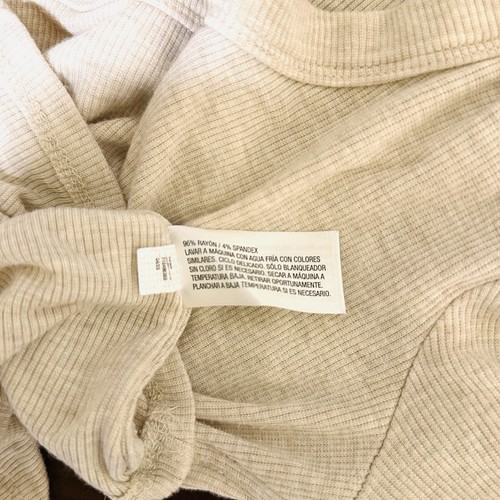 96% RAYÓN / 4% SPANDEX
LAVAR A MÁQUINA CON AGUA FRÍA CON COLORES
SIMILARES. CICLO DELICADO. SÓLO BLANQUEADOR
SIN CLORO SI ES NECESARIO. SECAR A MÁQUINA A
TEMPERATURA BAJA. RETIRAR OPORTUNAMENTE.
PLANCHAR A BAJA TEMPERATURA SI ES NECESARIO.